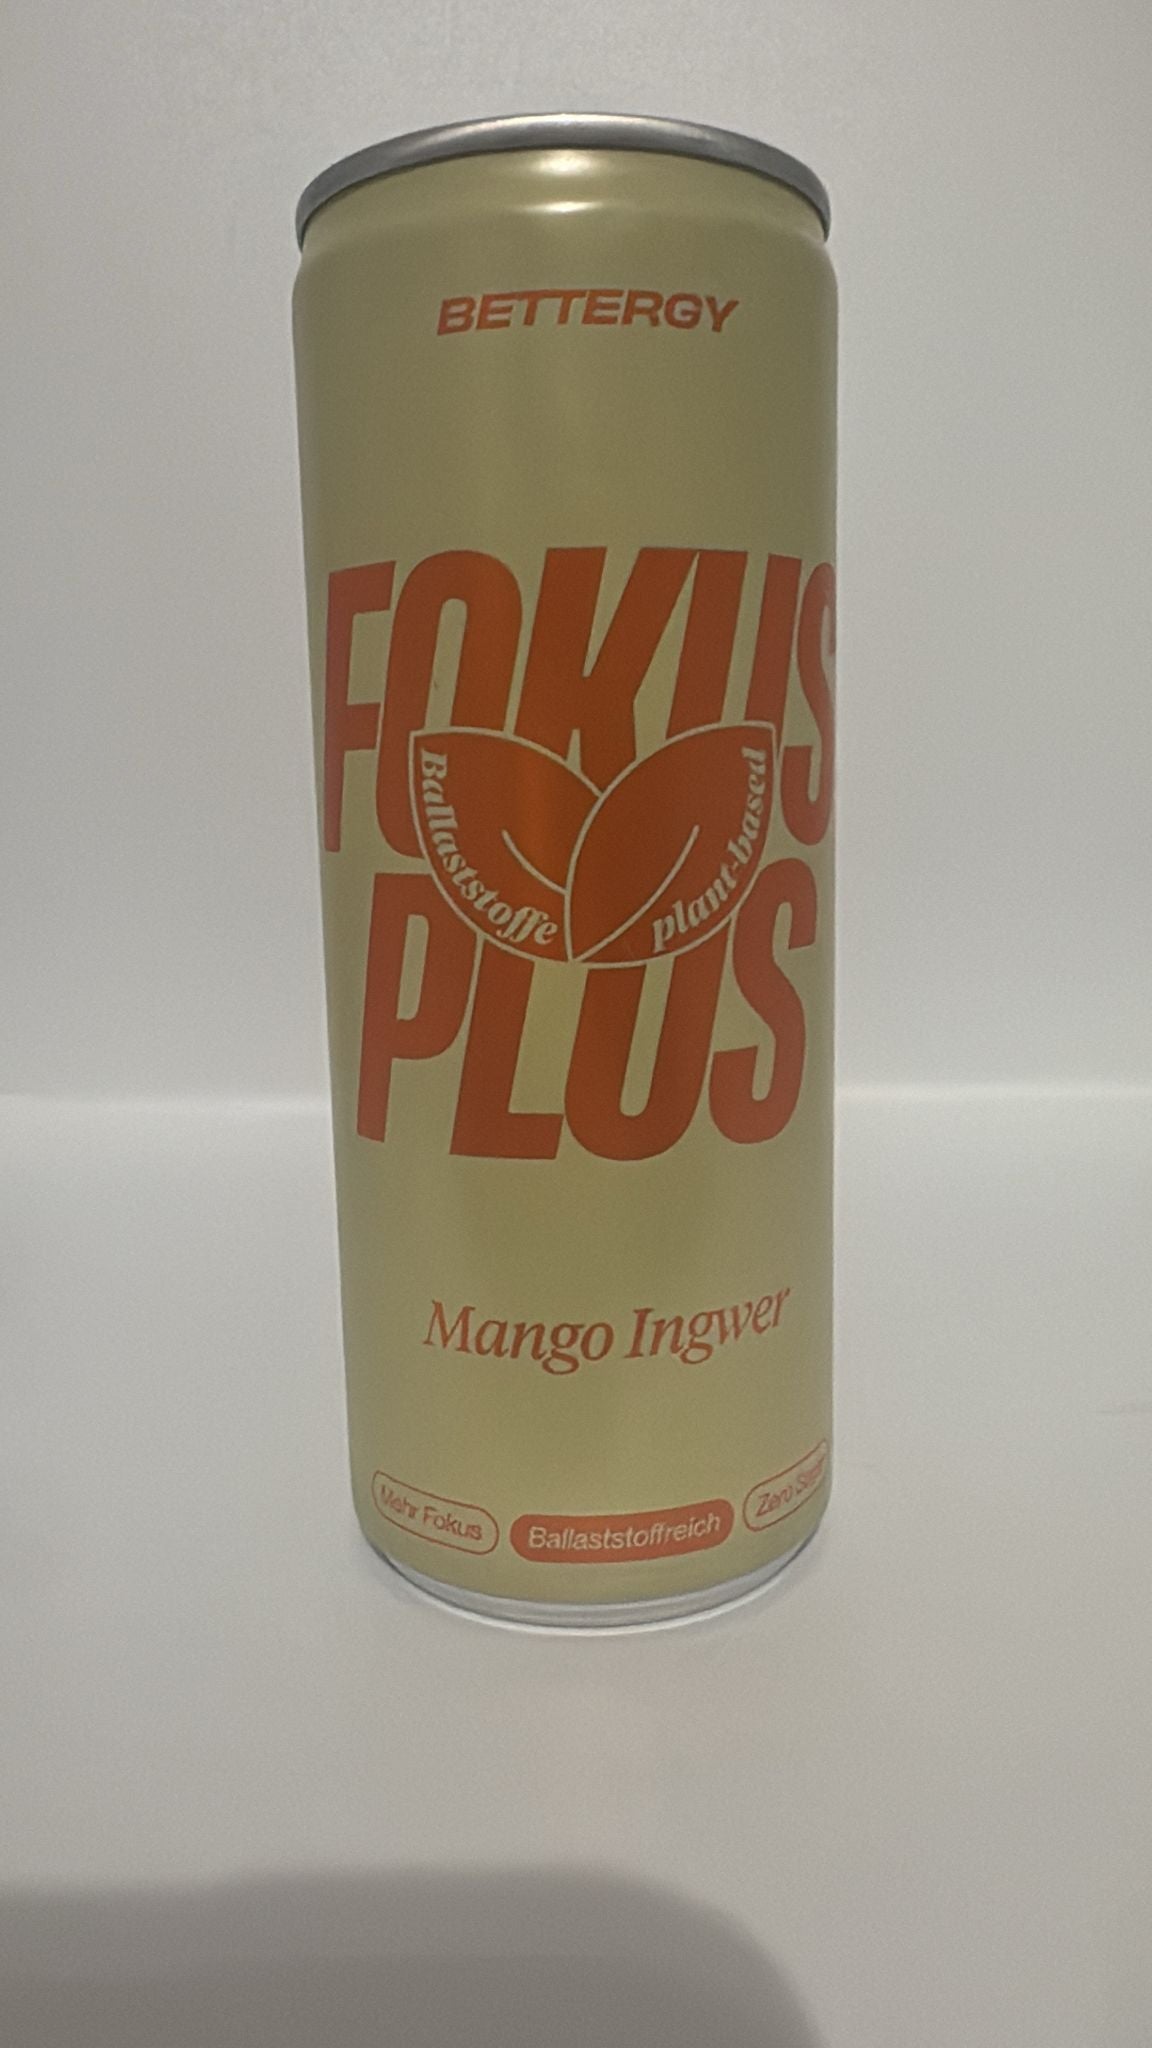 BETTERGY
FOKUS
Ballaststoffe plant-based
PLUS
Mango Ingwer
Mehr Fokus Ballaststoffreich Zero